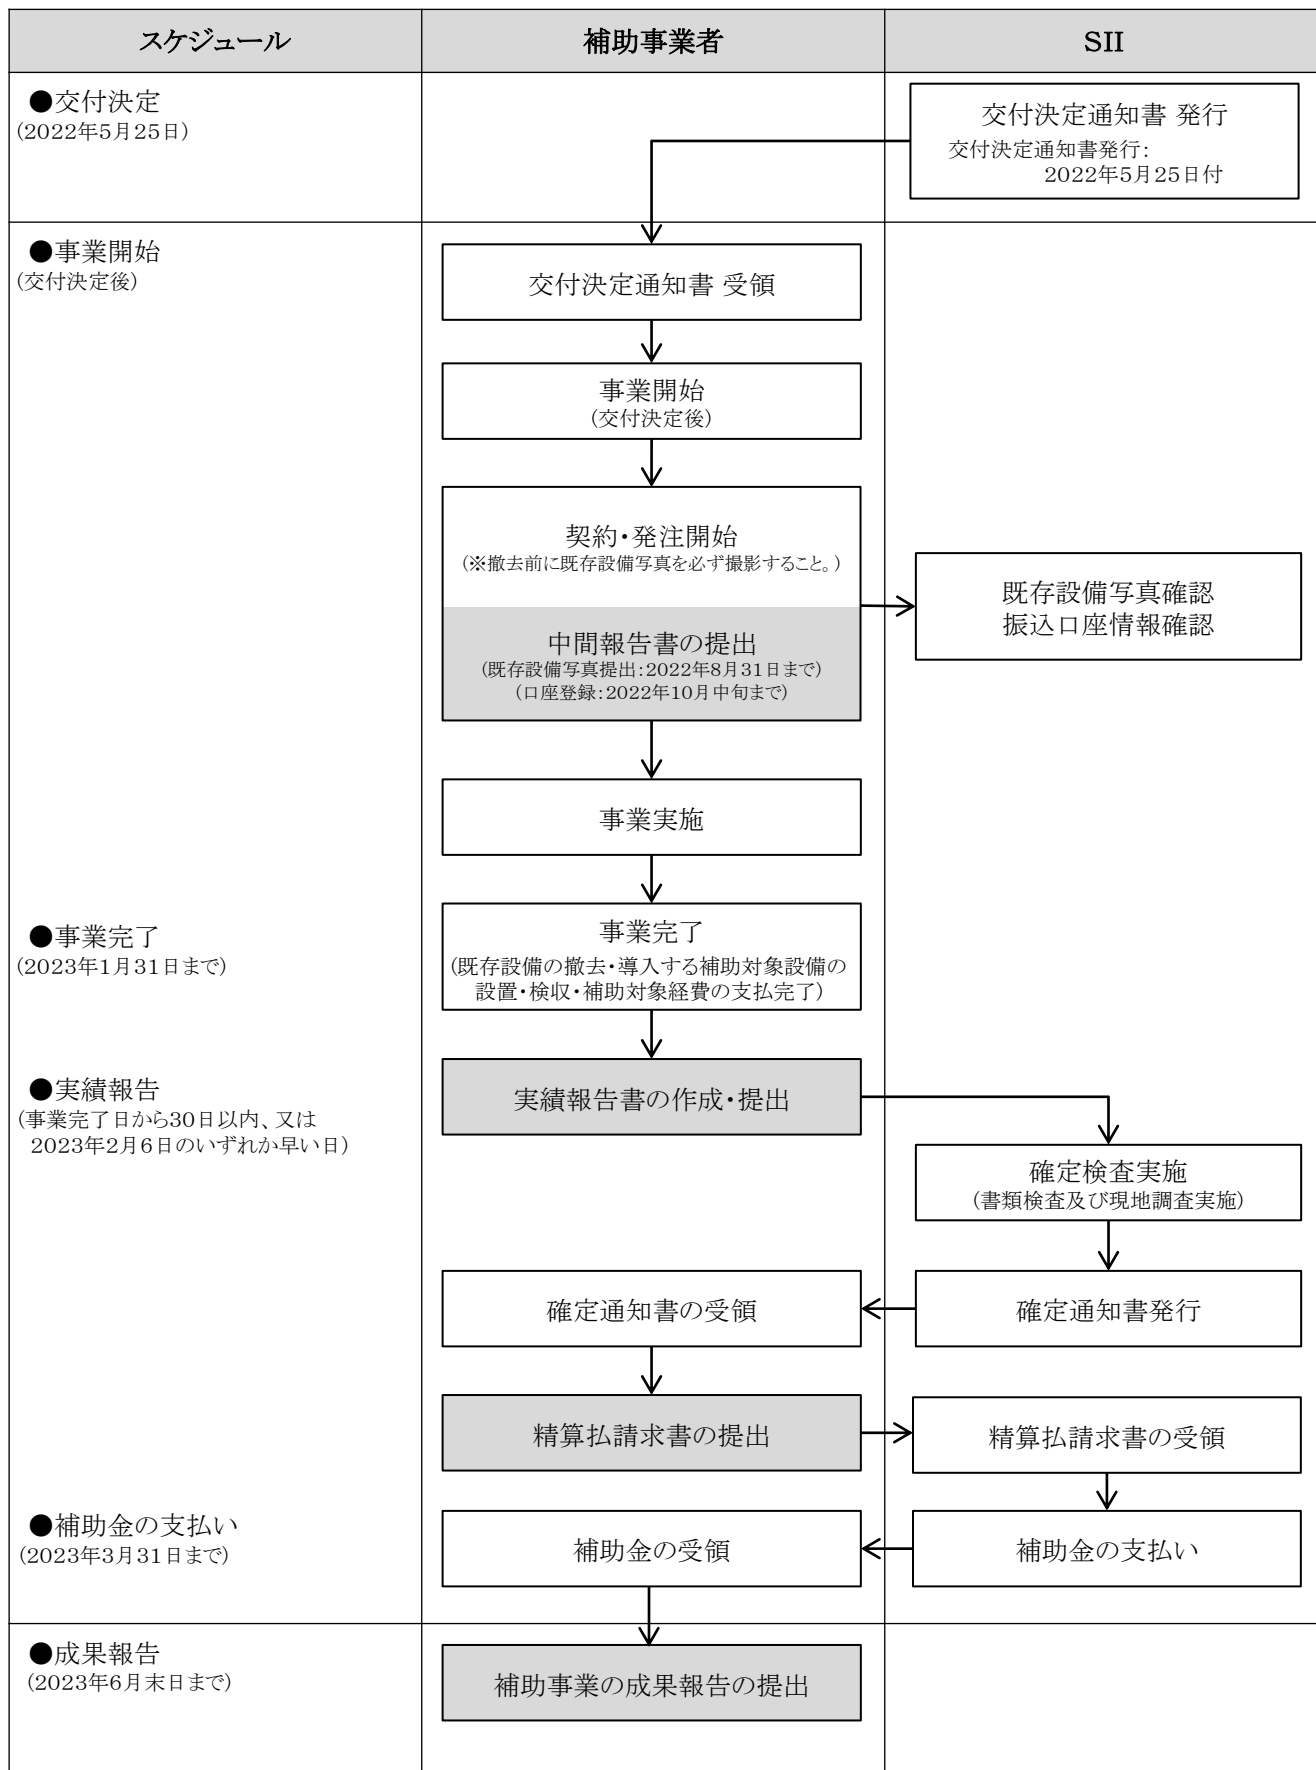 スケジュール
補助事業者
SII
●交付決定
(2022年5月25日)
交付決定通知書 発行
交付決定通知書発行:
2022年5月25日付
●事業開始
(交付決定後)
交付決定通知書 受領
事業開始
(交付決定後)
契約・発注開始
(※撤去前に既存設備写真を必ず撮影すること。)
中間報告書の提出
(既存設備写真提出:2022年8月31日まで)
(口座登録:2022年10月中旬まで)
既存設備写真確認
振込口座情報確認
事業実施
●事業完了
(2023年1月31日まで)
事業完了
(既存設備の撤去・導入する補助対象設備の
設置・検収・補助対象経費の支払完了)
●実績報告
(事業完了日から30日以内、又は
2023年2月6日のいずれか早い日)
実績報告書の作成・提出
確定検査実施
(書類検査及び現地調査実施)
確定通知書の受領
確定通知書発行
精算払請求書の提出
精算払請求書の受領
●補助金の支払い
(2023年3月31日まで)
補助金の受領
補助金の支払い
●成果報告
(2023年6月末日まで)
補助事業の成果報告の提出